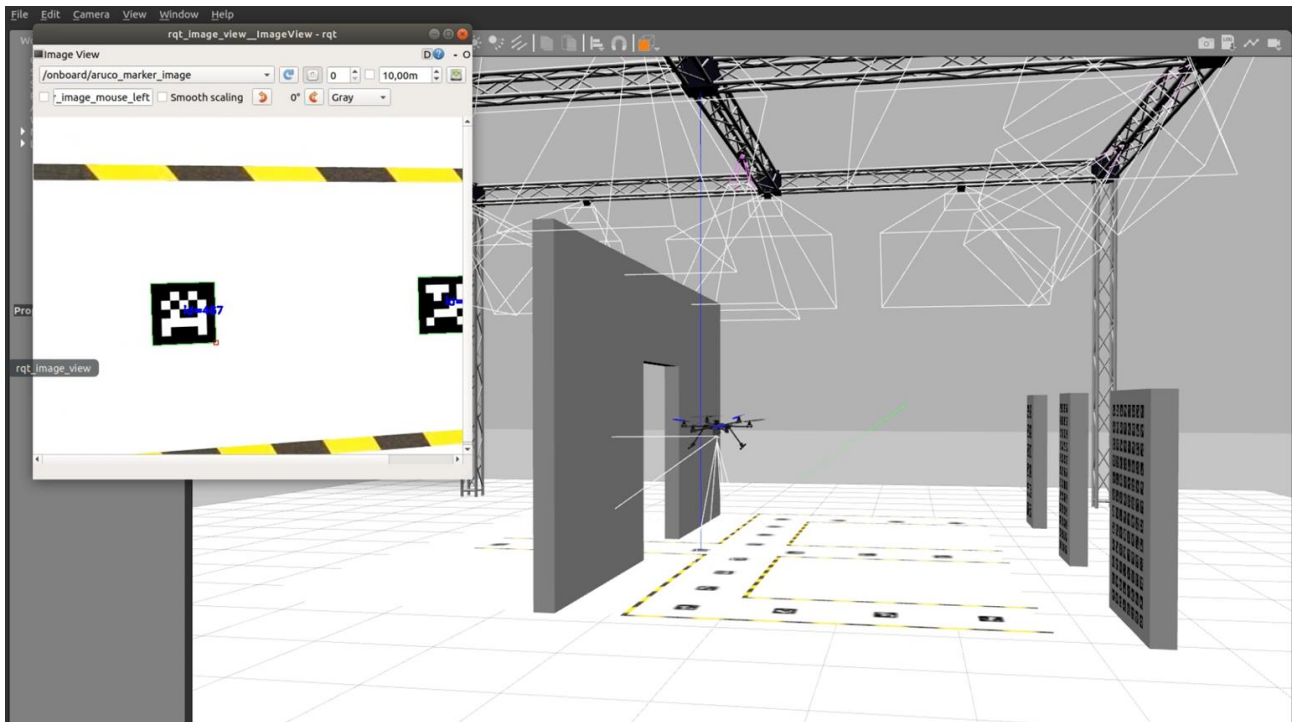 File Edit Camera View Window Help
rqt_image_view__ImageView - rqt
Image View
D
- O
/onboard/aruco_marker_image
0
10,00m
r_image_mouse_left
Smooth scaling
0°
Gray
rqt_image_view